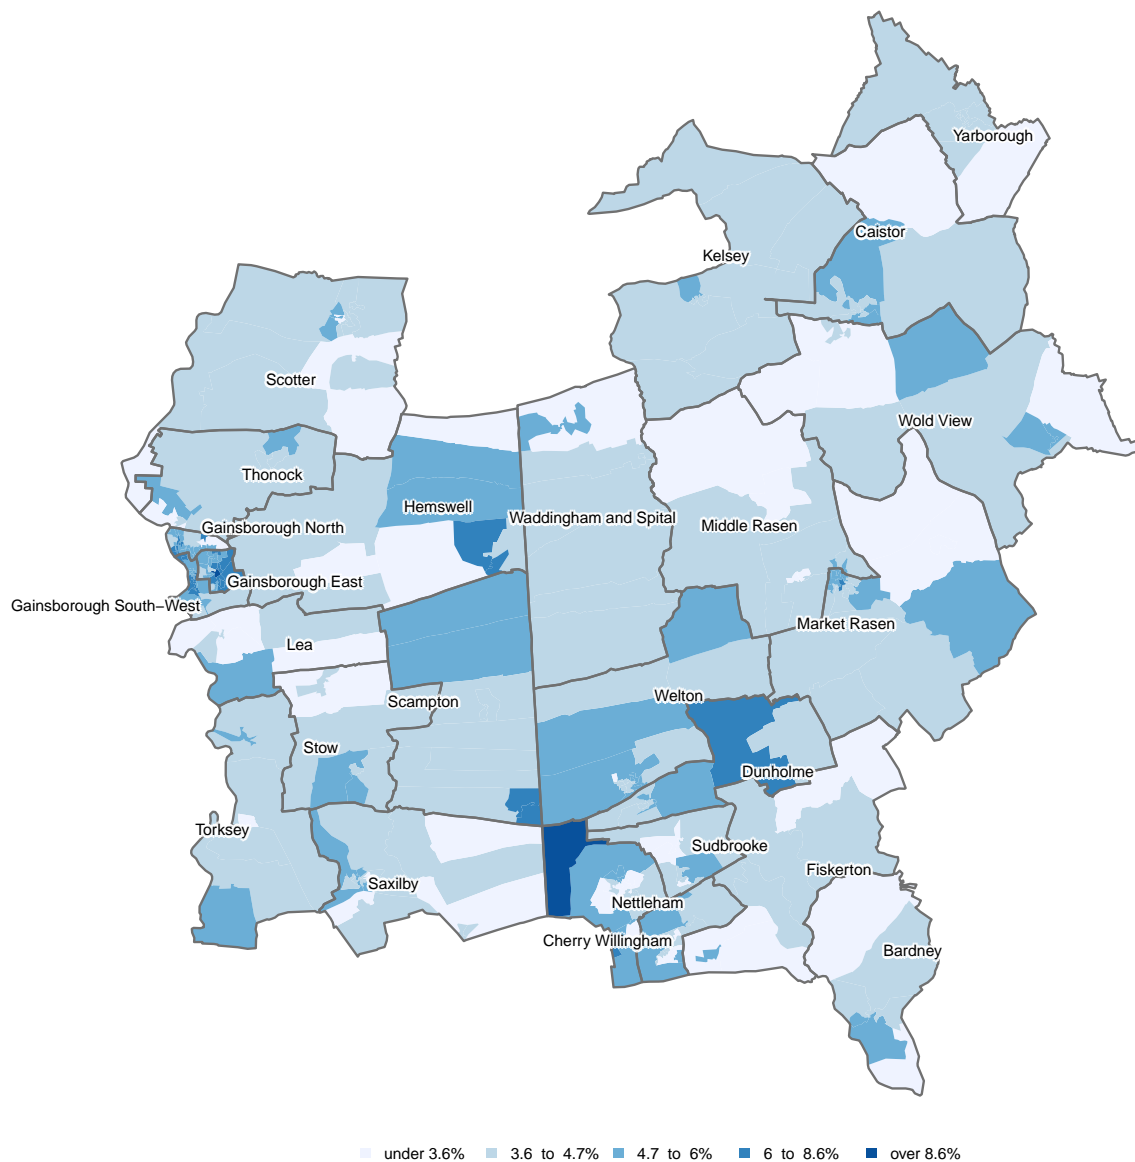 Yarborough
Caistor
Kelsey
Scotter
Wold View
Thonock
Hemswell
Waddingham and Spital
Middle Rasen
Gainsborough North
Gainsborough East
Gainsborough South−West
Market Rasen
Lea
Welton
Scampton
Stow
Dunholme
Torksey
Sudbrooke
Fiskerton
Saxilby
Nettleham
Cherry Willingham
Bardney
under 3.6% 3.6 to 4.7% 4.7 to 6% 6 to 8.6% over 8.6%